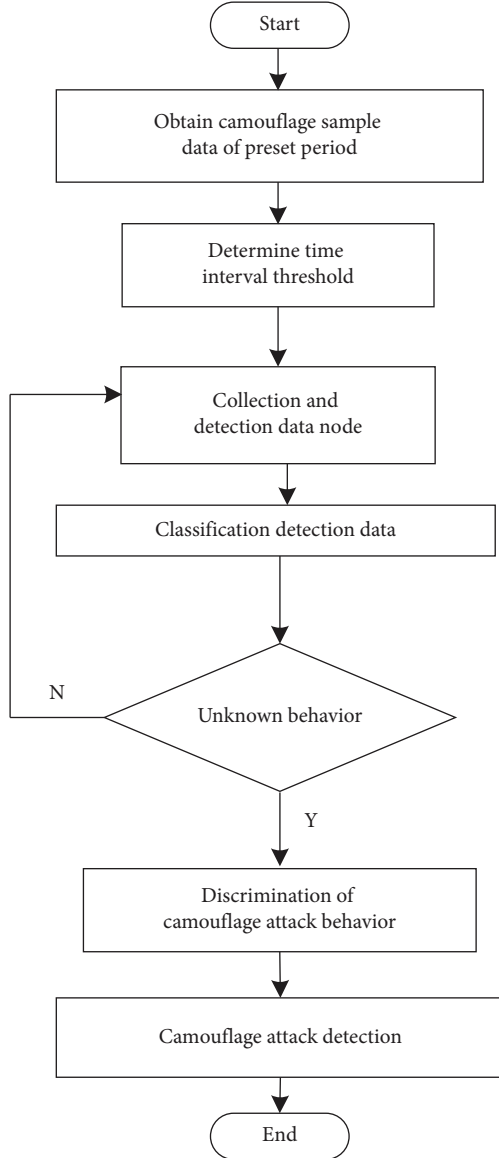 Start
Obtain camouflage sample
data of preset period
Determine time
interval threshold
Collection and
detection data node
Classification detection data
N
Unknown behavior
Y
Discrimination of
camouflage attack behavior
Camouflage attack detection
End